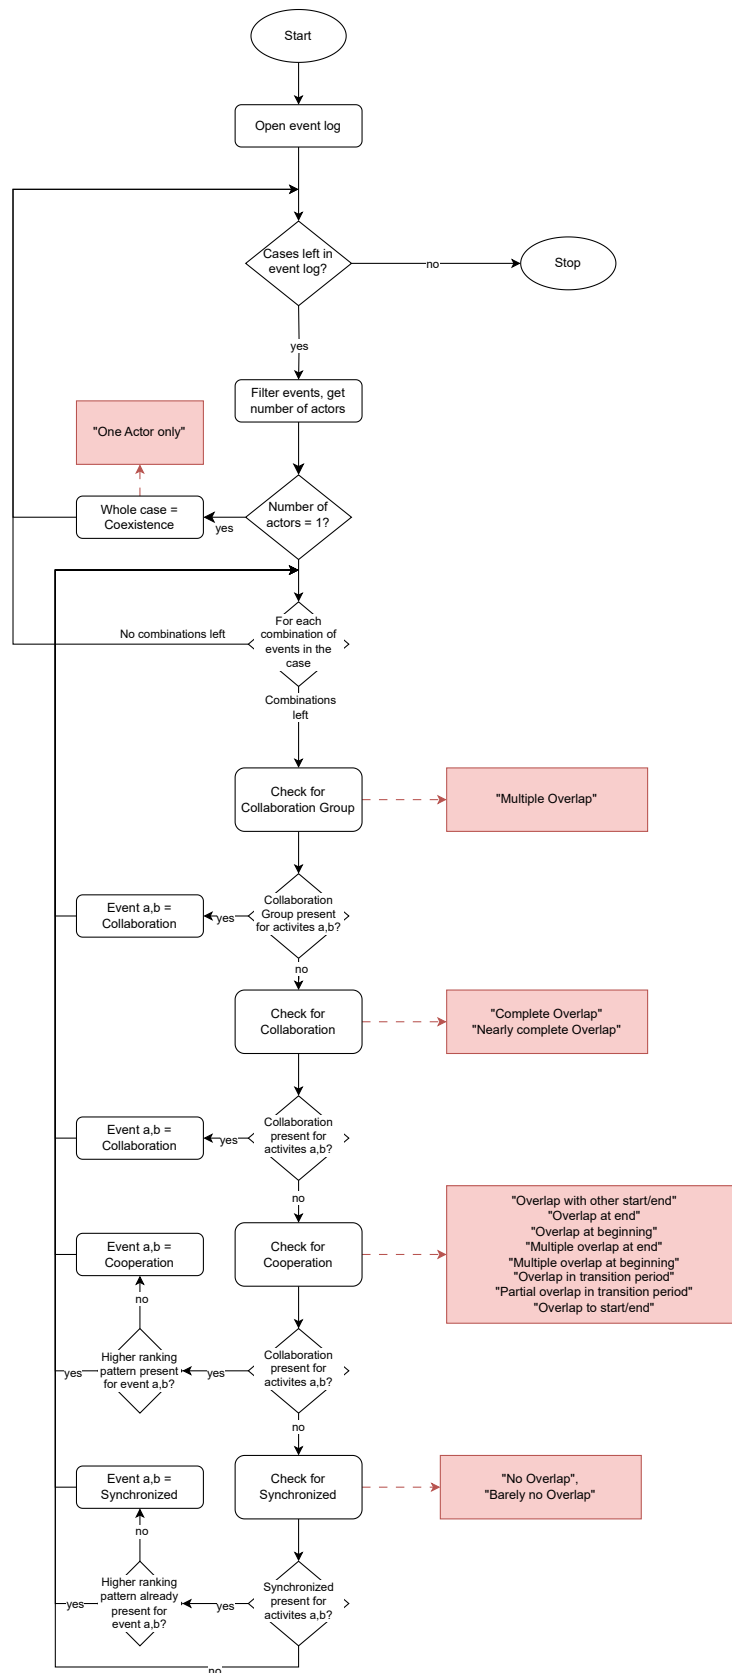 Start
Open event log
Cases left in
event log?
no
Stop
yes
Filter events, get
number of actors
"One Actor only"
Whole case =
Coexistence
yes
Number of
actors = 1?
No combinations left
For each
combination of
events in the
case
Combinations
left
Check for
Collaboration Group
"Multiple Overlap"
Event a,b =
Collaboration
yes
Collaboration
Group present
for activites a,b?
no
Check for
Collaboration
"Complete Overlap"
"Nearly complete Overlap"
Event a,b =
Collaboration
yes
Collaboration
present for
activites a,b?
no
Event a,b =
Cooperation
Check for
Cooperation
"Overlap with other start/end"
"Overlap at end"
"Overlap at beginning"
"Multiple overlap at end"
"Multiple overlap at beginning"
"Overlap in transition period"
"Partial overlap in transition period"
"Overlap to start/end"
no
yes
Higher ranking
pattern present
for event a,b?
yes
Collaboration
present for
activites a,b?
no
Event a,b =
Synchronized
Check for
Synchronized
"No Overlap",
"Barely no Overlap"
no
yes
Higher ranking
pattern already
present for
event a,b?
yes
Synchronized
present for
activites a,b?
no